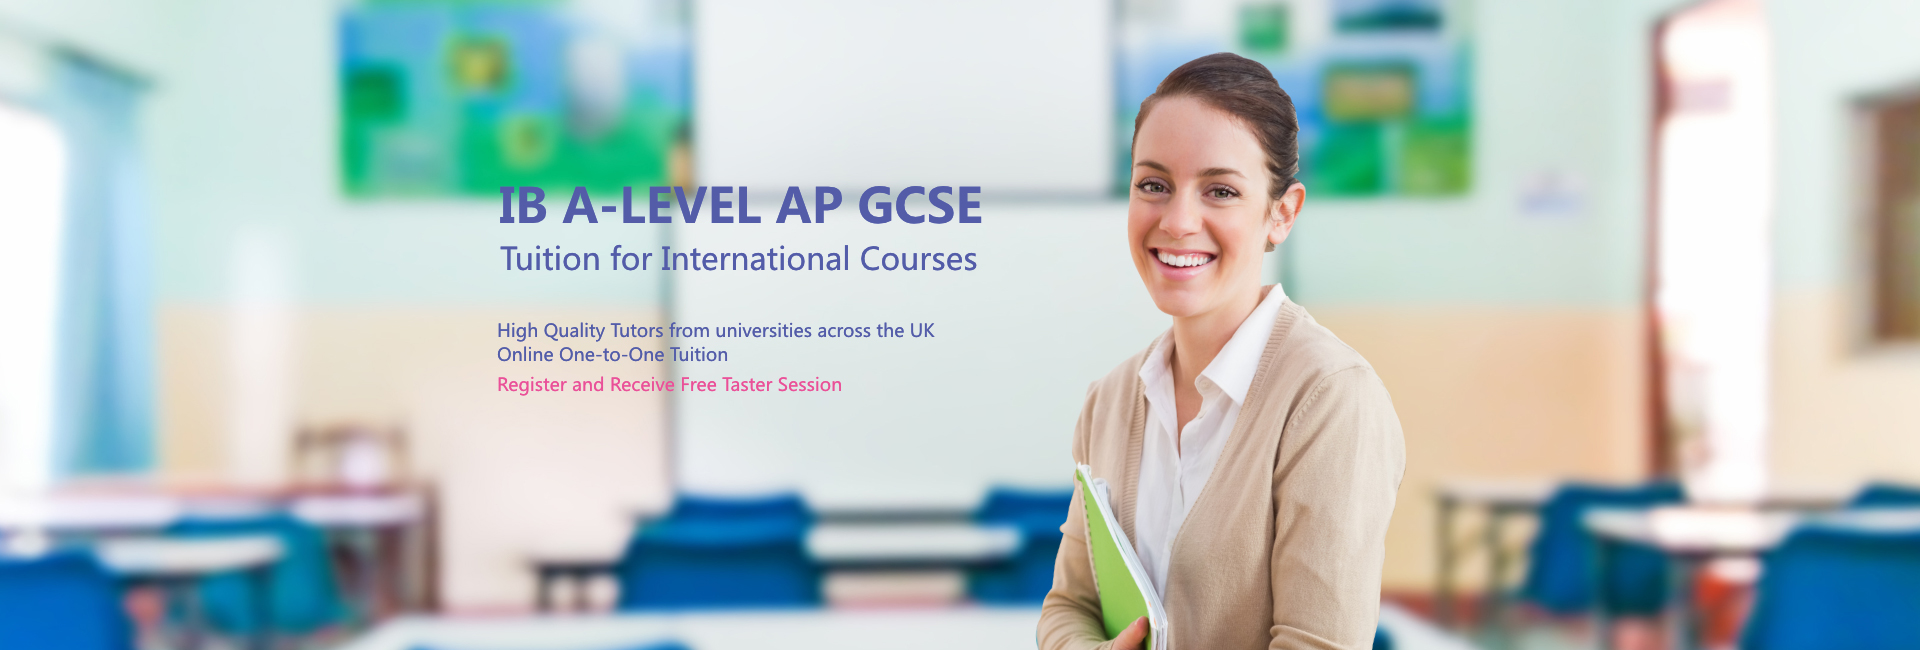 IB A-LEVEL AP GCSE
Tuition for International Courses
High Quality Tutors from universities across the UK
Online One-to-One Tuition
Register and Receive Free Taster Session